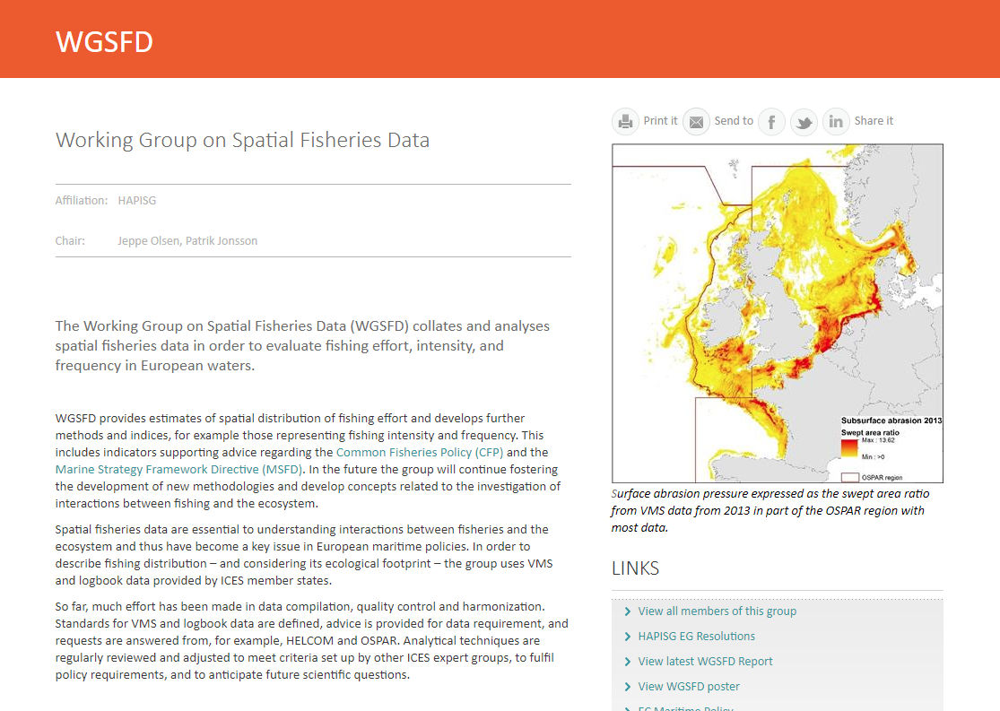 WGSFD
Working Group on Spatial Fisheries Data
Affiliation: HAPISG
Chair: Jeppe Olsen, Patrik Jonsson
The Working Group on Spatial Fisheries Data (WGSFD) collates and analyses
spatial fisheries data in order to evaluate fishing effort, intensity, and
frequency in European waters.
WGSFD provides estimates of spatial distribution of fishing effort and develops further
methods and indices, for example those representing fishing intensity and frequency. This
includes indicators supporting advice regarding the Common Fisheries Policy (CFP) and the
Marine Strategy Framework Directive (MSFD). In the future the group will continue fostering
the development of new methodologies and develop concepts related to the investigation of
interactions between fishing and the ecosystem.
Spatial fisheries data are essential to understanding interactions between fisheries and the
ecosystem and thus have become a key issue in European maritime policies. In order to
describe fishing distribution – and considering its ecological footprint – the group uses VMS
and logbook data provided by ICES member states.
So far, much effort has been made in data compilation, quality control and harmonization.
Standards for VMS and logbook data are defined, advice is provided for data requirement, and
requests are answered from, for example, HELCOM and OSPAR. Analytical techniques are
regularly reviewed and adjusted to meet criteria set up by other ICES expert groups, to fulfil
policy requirements, and to anticipate future scientific questions.
Print it Send to f in Share it
Subsurface abrasion 2013
Swept area ratio
Max : 13.62
Min : >0
OSPAR region
Surface abrasion pressure expressed as the swept area ratio
from VMS data from 2013 in part of the OSPAR region with
most data.
LINKS
View all members of this group
HAPISG EG Resolutions
View latest WGSFD Report
View WGSFD poster
EC Maritime Policy